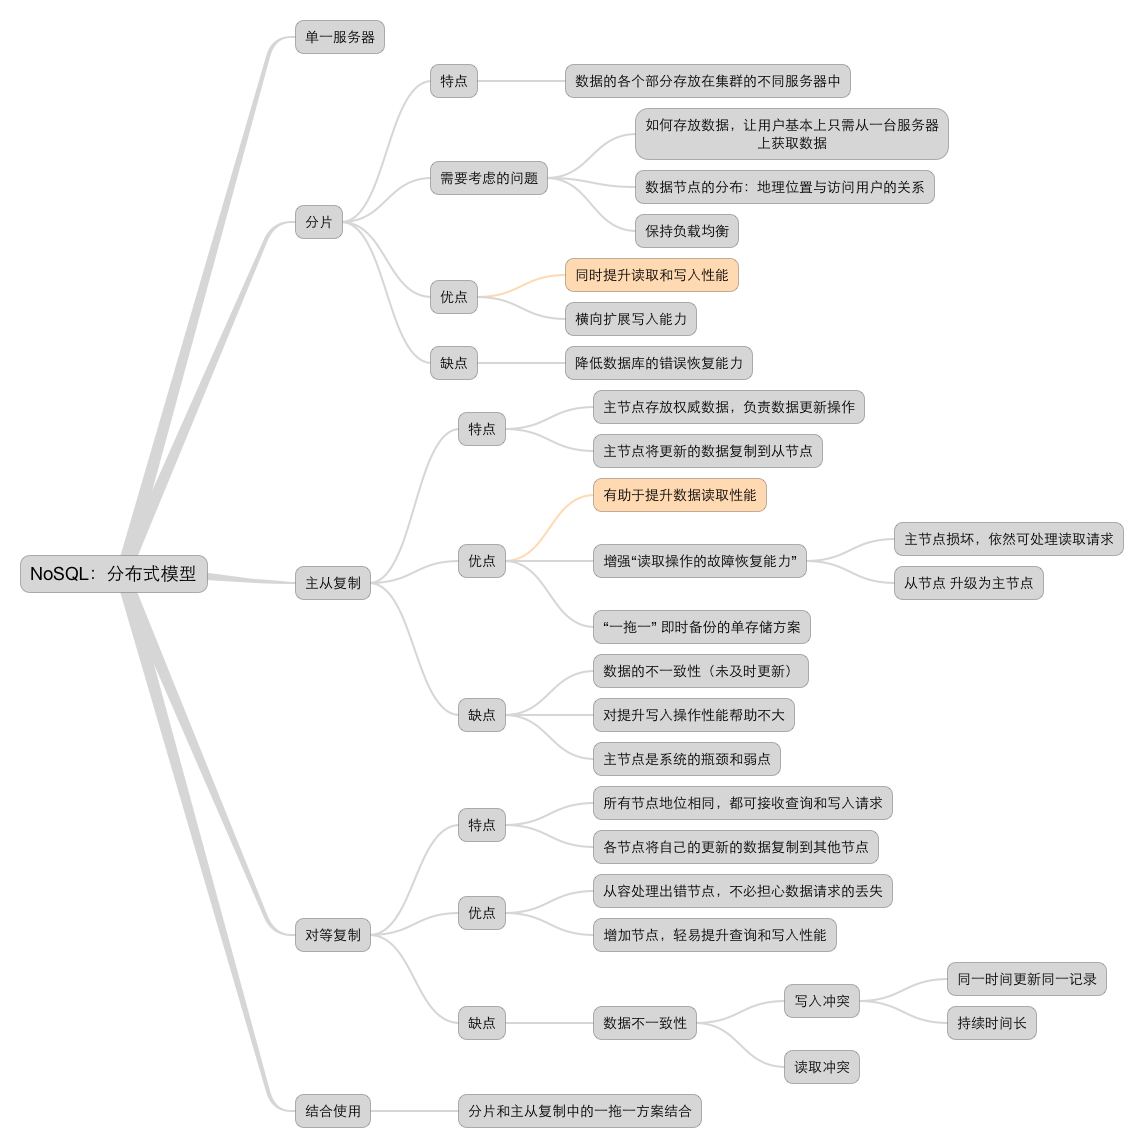 NoSQL：分布式模型
单一服务器
分片
特点
数据的各个部分存放在集群的不同服务器中
需要考虑的问题
如何存放数据，让用户基本上只需从一台服务器
上获取数据
数据节点的分布：地理位置与访问用户的关系
保持负载均衡
优点
同时提升读取和写入性能
横向扩展写入能力
缺点
降低数据库的错误恢复能力
主从复制
特点
主节点存放权威数据，负责数据更新操作
主节点将更新的数据复制到从节点
优点
有助于提升数据读取性能
增强“读取操作的故障恢复能力”
主节点损坏，依然可处理读取请求
从节点 升级为主节点
“一拖一” 即时备份的单存储方案
缺点
数据的不一致性（未及时更新）
对提升写入操作性能帮助不大
主节点是系统的瓶颈和弱点
对等复制
特点
所有节点地位相同，都可接收查询和写入请求
各节点将自己的更新的数据复制到其他节点
优点
从容处理出错节点，不必担心数据请求的丢失
增加节点，轻易提升查询和写入性能
缺点
数据不一致性
写入冲突
同一时间更新同一记录
持续时间长
读取冲突
结合使用
分片和主从复制中的一拖一方案结合